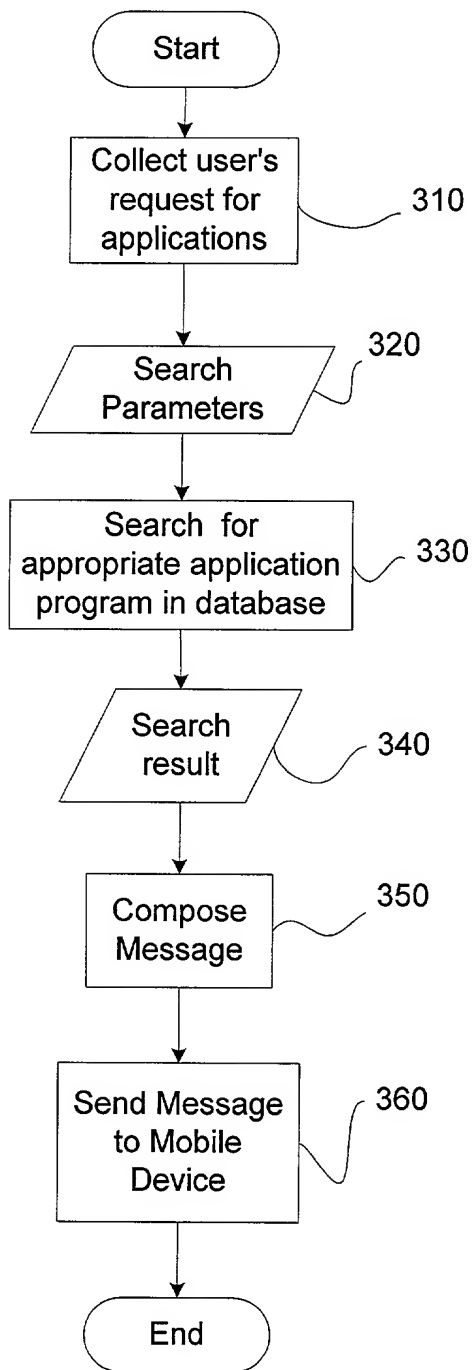 Start
Collect user's
request for
applications
310
320
Search
Parameters
Search for
appropriate application
program in database
330
Search
result
340
350
Compose
Message
360
Send Message
to Mobile
Device
End